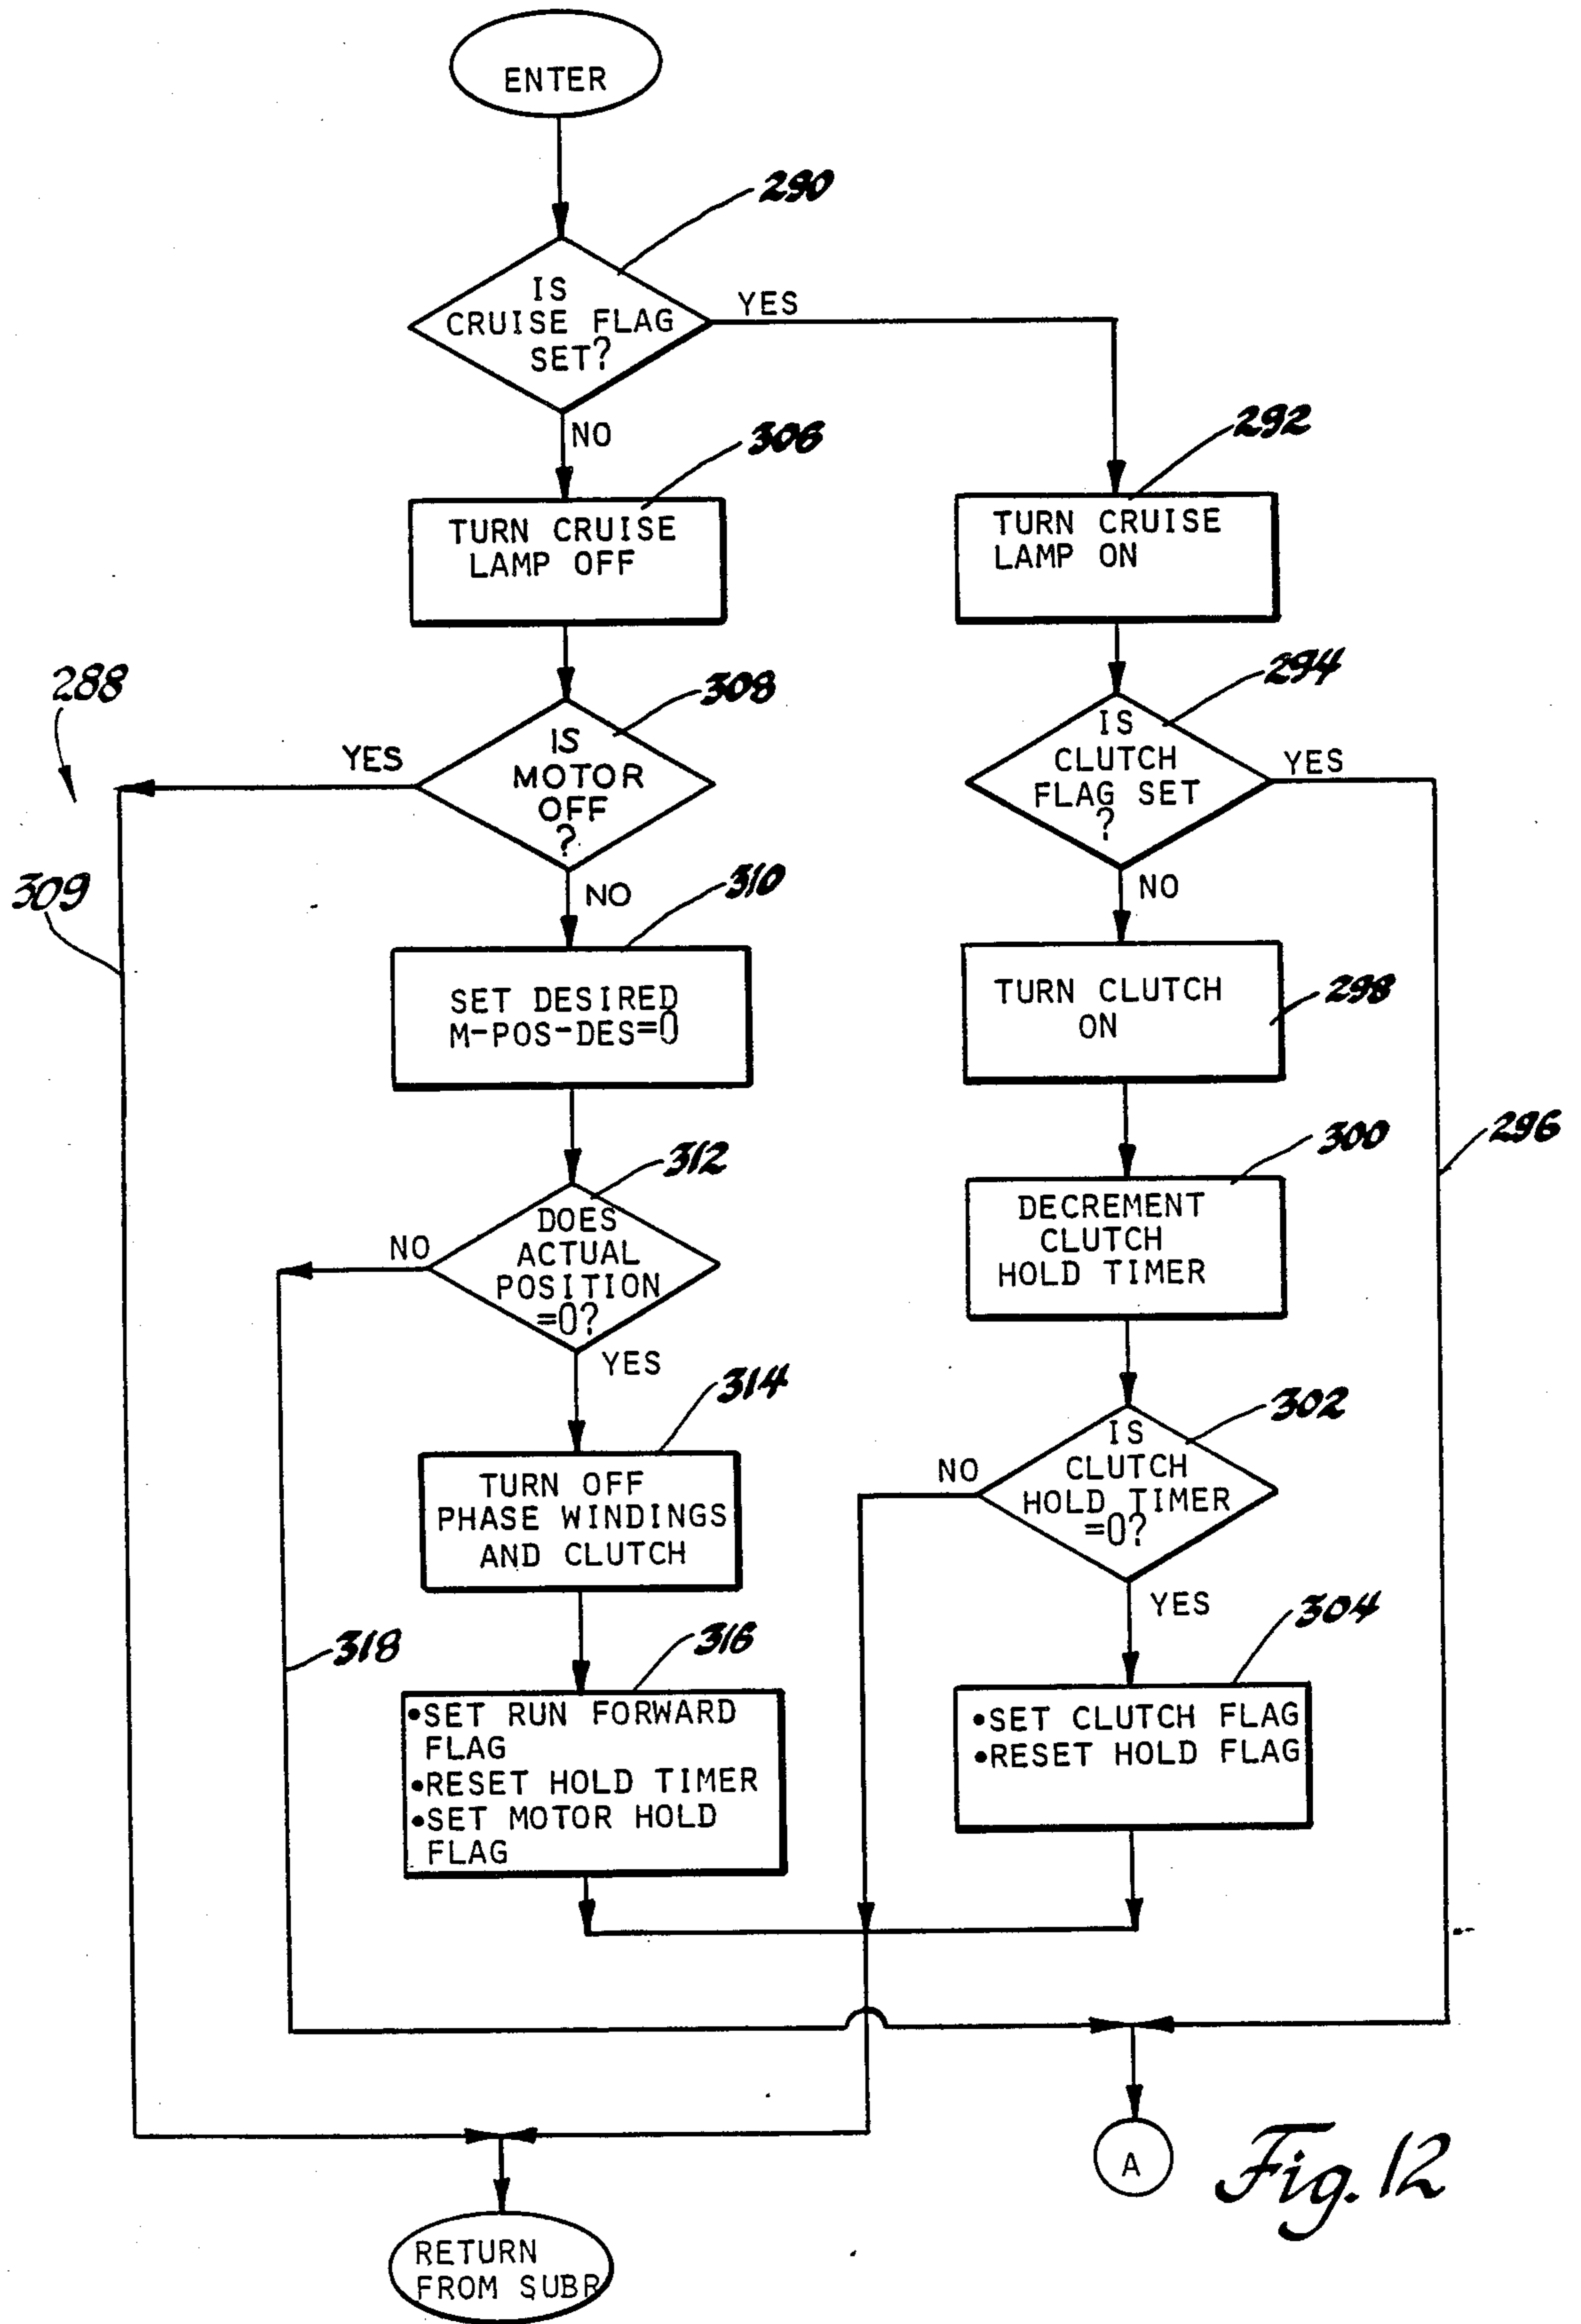 ENTER
290
IS
CRUISE FLAG
SET?
YES
NO
306
292
TURN CRUISE
LAMP OFF
TURN CRUISE
LAMP ON
288
308
294
YES
IS
MOTOR
OFF
?
IS
CLUTCH
FLAG SET
?
YES
309
NO
310
NO
SET DESIRED
M-POS-DES=0
TURN CLUTCH
ON
298
296
312
300
NO
DOES
ACTUAL
POSITION
=0?
DECREMENT
CLUTCH
HOLD TIMER
YES
314
302
TURN OFF
PHASE WINDINGS
AND CLUTCH
NO
IS
CLUTCH
HOLD TIMER
=0?
YES
318
316
304
•SET RUN FORWARD
FLAG
•RESET HOLD TIMER
•SET MOTOR HOLD
FLAG
•SET CLUTCH FLAG
•RESET HOLD FLAG
A
Fig. 12
RETURN
FROM SUBR